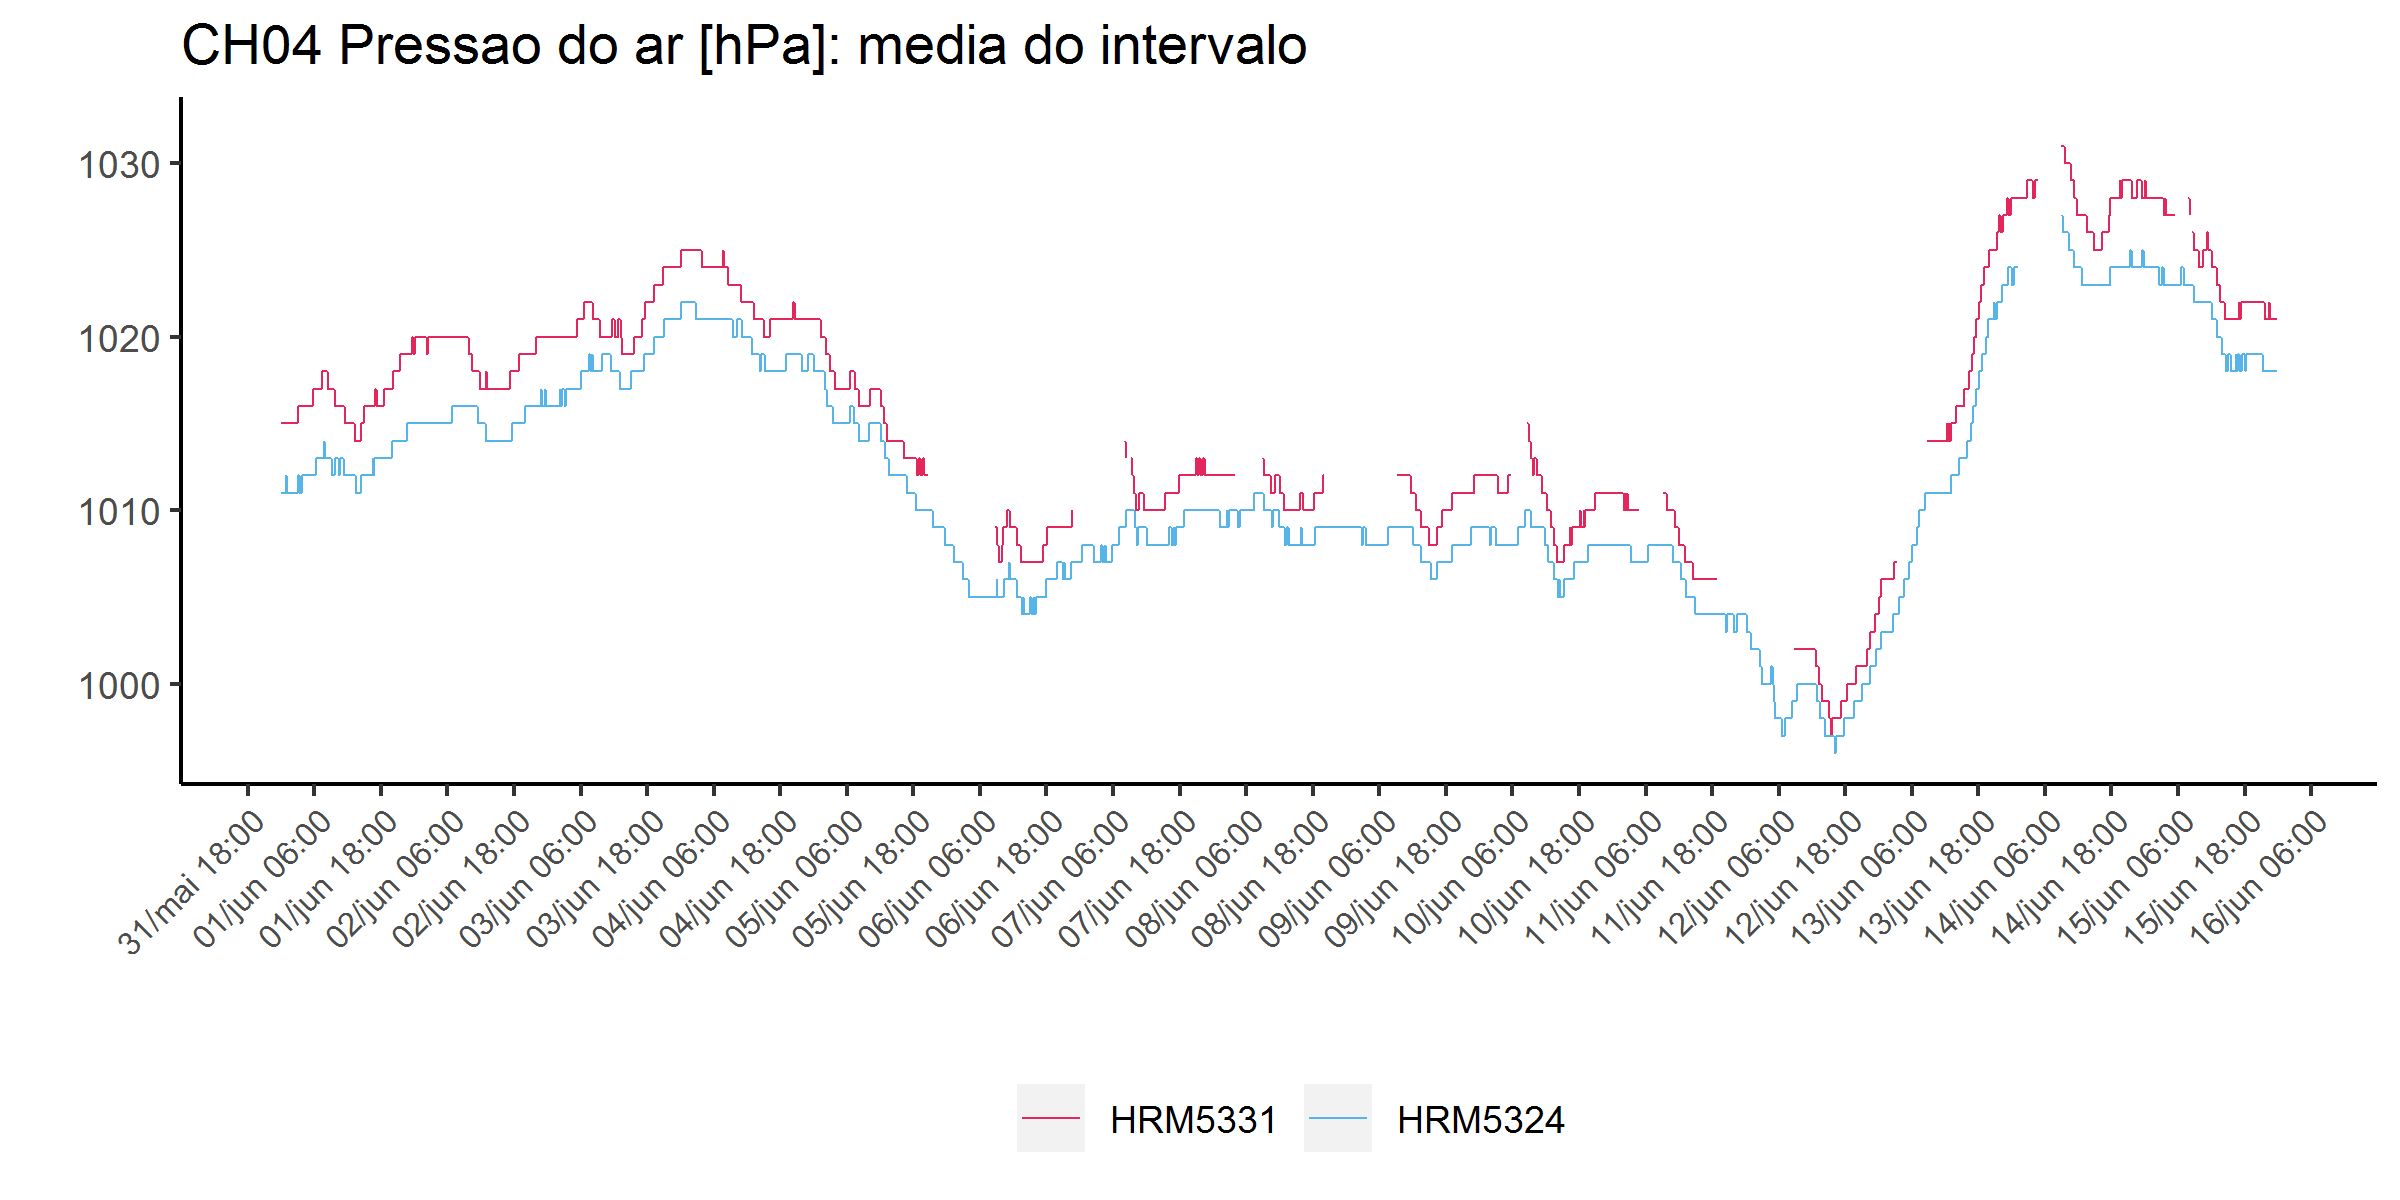 CH04 Pressao do ar [hPa]: media do intervalo
1030
1020
1010
1000
31/mai 18:00
01/jun 06:00
01/jun 18:00
02/jun 06:00
02/jun 18:00
03/jun 06:00
03/jun 18:00
04/jun 06:00
04/jun 18:00
05/jun 06:00
05/jun 18:00
06/jun 06:00
06/jun 18:00
07/jun 06:00
07/jun 18:00
08/jun 06:00
08/jun 18:00
09/jun 06:00
09/jun 18:00
10/jun 06:00
10/jun 18:00
11/jun 06:00
11/jun 18:00
12/jun 06:00
12/jun 18:00
13/jun 06:00
13/jun 18:00
14/jun 06:00
14/jun 18:00
15/jun 06:00
15/jun 18:00
16/jun 06:00
HRM5331
HRM5324